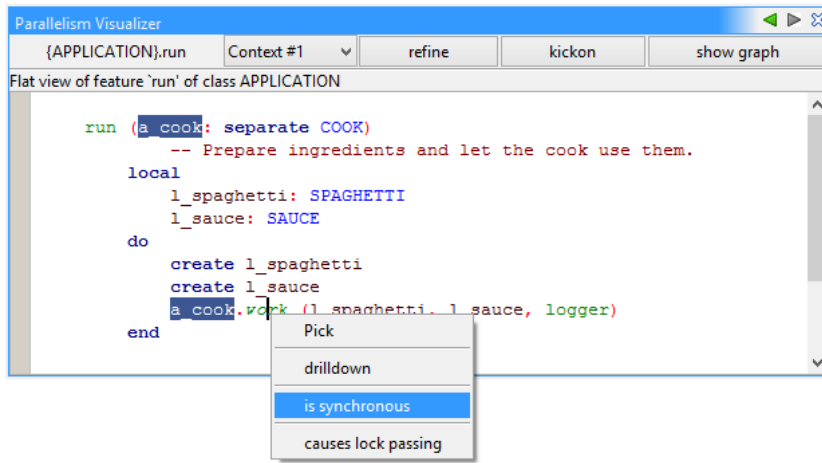 Parallelism Visualizer
{APPLICATION}.run Context #1 refine kickon show graph
Flat view of feature `run' of class APPLICATION
run (a_cook: separate COOK)
-- Prepare ingredients and let the cook use them.
local
l_spaghetti: SPAGHETTI
l_sauce: SAUCE
do
create l_spaghetti
create l_sauce
a_cook.work (l_spaghetti, l_sauce, logger)
end
Pick
drilldown
is synchronous
causes lock passing